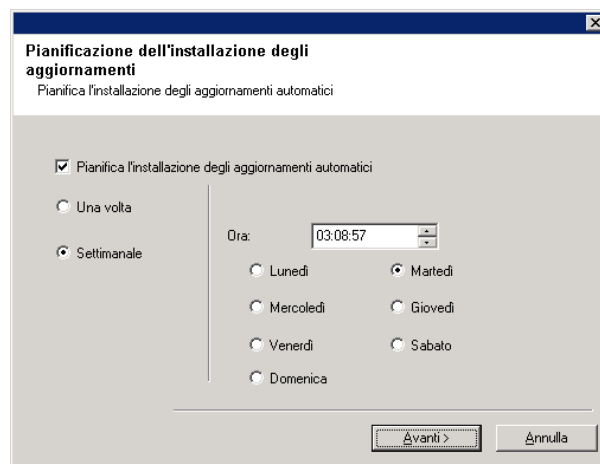 Pianificazione dell'installazione degli
aggiornamenti
Pianifica l'installazione degli aggiornamenti automatici
Pianifica l'installazione degli aggiornamenti automatici
Una volta
Settimanale
Ora:
03:08:57
Lunedì
Martedì
Mercoledì
Giovedì
Venerdì
Sabato
Domenica
Avanti >
Annulla